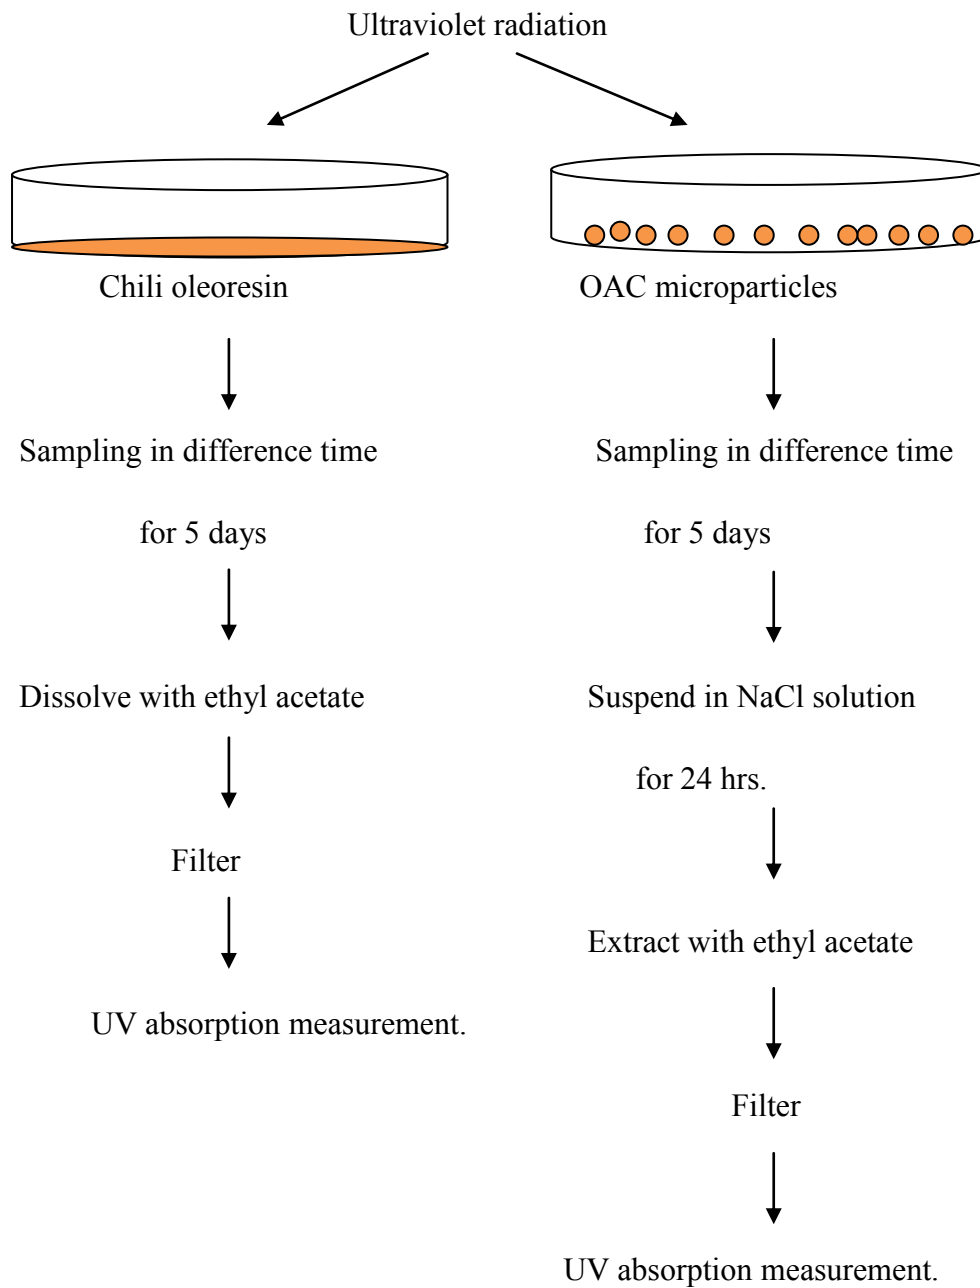 Ultraviolet radiation
Chili oleoresin
Sampling in difference time
for 5 days
Dissolve with ethyl acetate
Filter
UV absorption measurement.
OAC microparticles
Sampling in difference time
for 5 days
Suspend in NaCl solution
for 24 hrs.
Extract with ethyl acetate
Filter
UV absorption measurement.